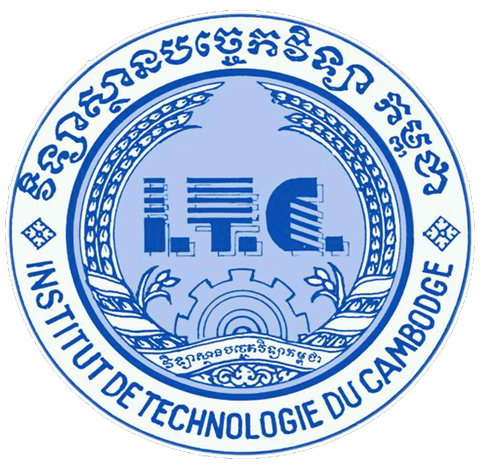 វិទ្យាស្ថានបច្ចេកវិទ្យា កម្ពុជា
I.T.C.
វិទ្យាស្ថានបច្ចេកវិទ្យាកម្ពុជា
INSTITUT DE TECHNOLOGIE DU CAMBODGE